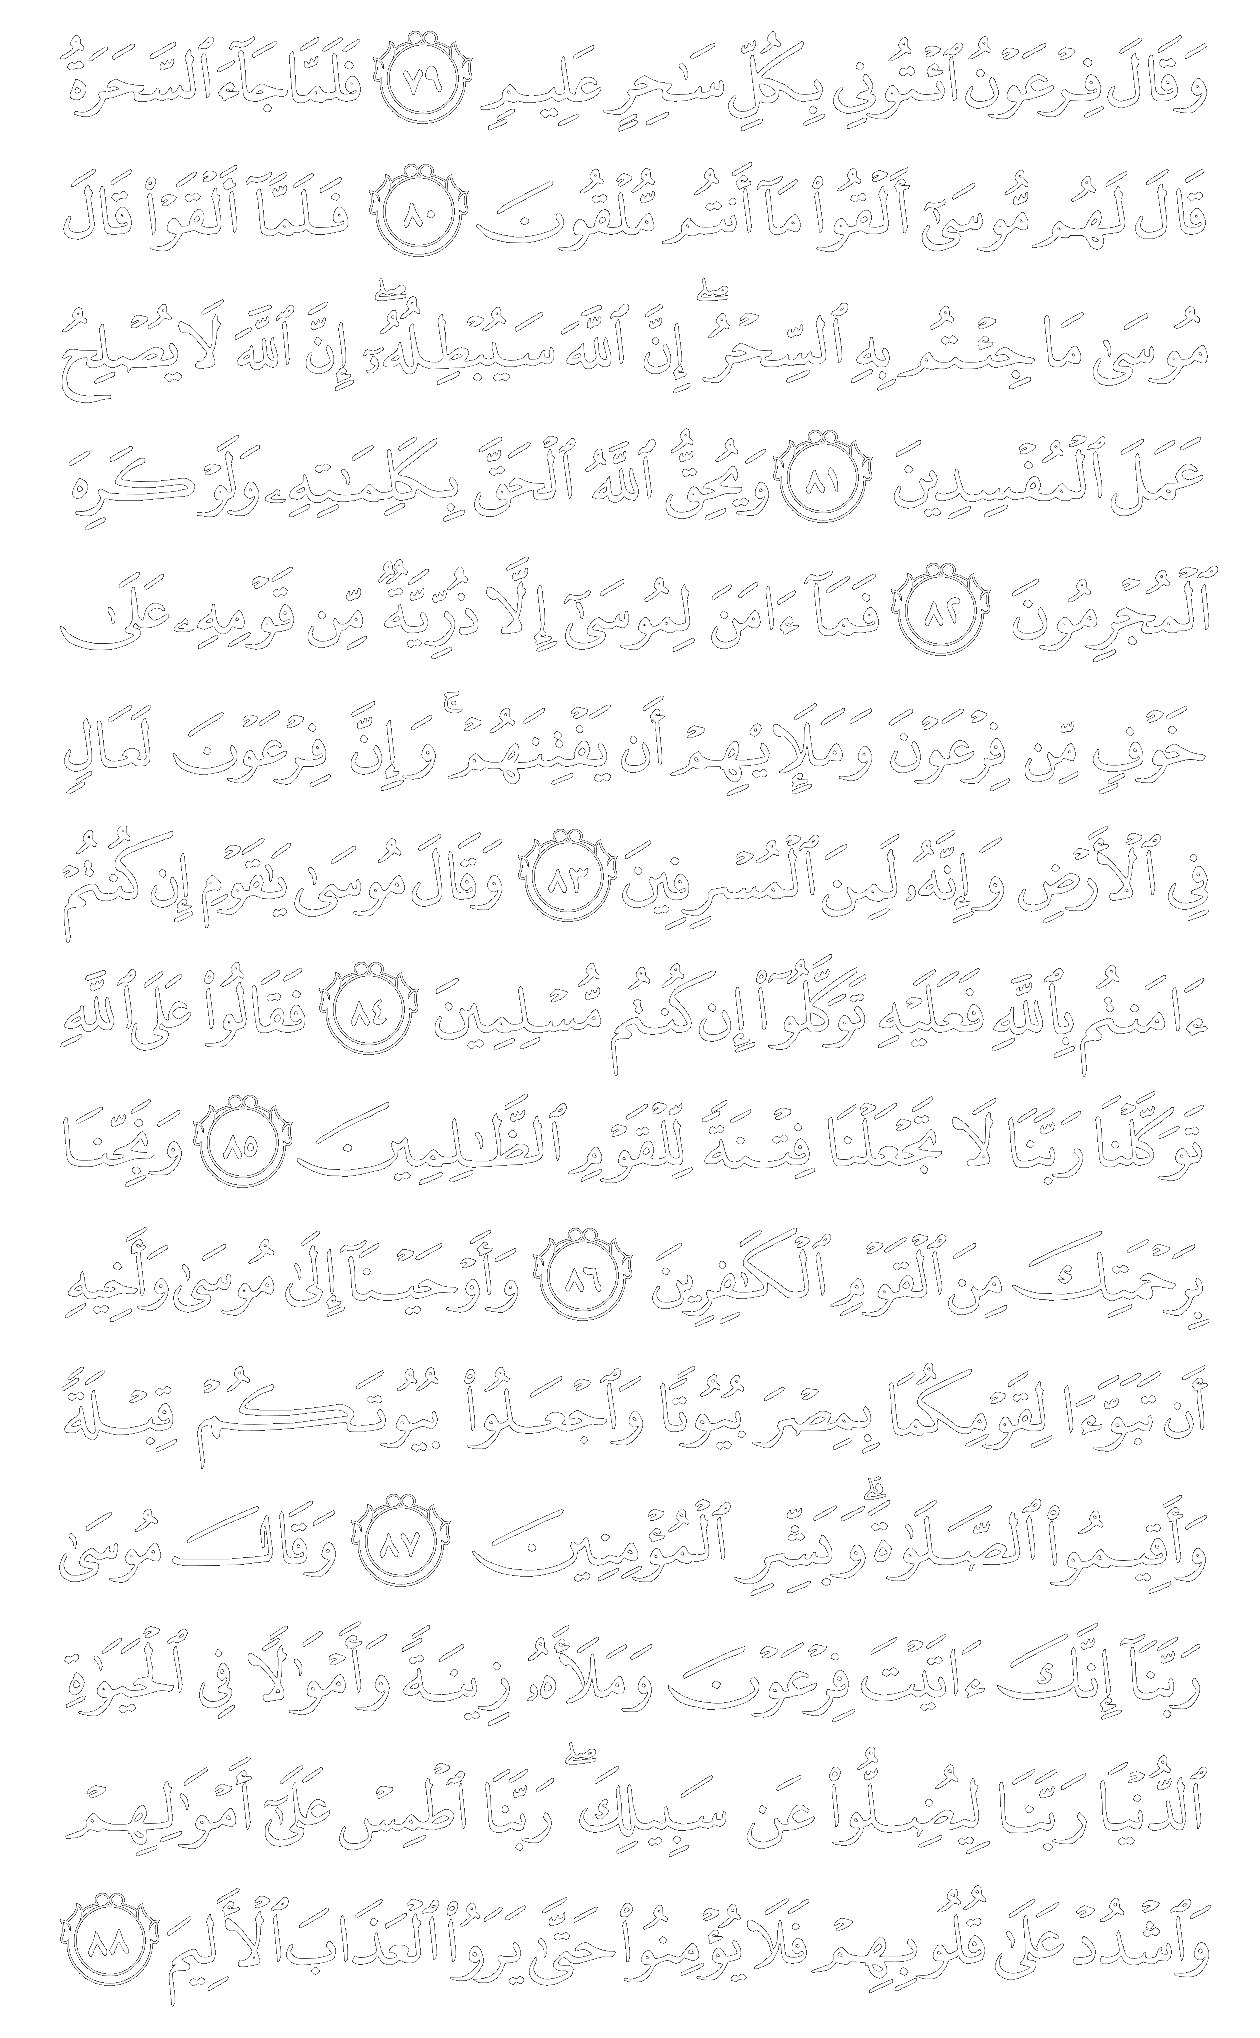 وَقَالَ فِرْعَوْنُ ٱئْتُونِي بِكُلِّ سَٰحِرٍ عَلِيمٍ ٧٩ فَلَمَّا جَآءَ ٱلسَّحَرَةُ
قَالَ لَهُم مُّوسَىٰٓ أَلْقُوا۟ مَآ أَنتُم مُّلْقُونَ ٨٠ فَلَمَّآ أَلْقَوْا۟ قَالَ
مُوسَىٰ مَا جِئْتُم بِهِ ٱلسِّحْرُ ۖ إِنَّ ٱللَّهَ سَيُبْطِلُهُۥٓ ۖ إِنَّ ٱللَّهَ لَا يُصْلِحُ
عَمَلَ ٱلْمُفْسِدِينَ ٨١ وَيُحِقُّ ٱللَّهُ ٱلْحَقَّ بِكَلِمَٰتِهِۦ وَلَوْ كَرِهَ
ٱلْمُجْرِمُونَ ٨٢ فَمَآ ءَامَنَ لِمُوسَىٰٓ إِلَّا ذُرِّيَّةٌ مِّن قَوْمِهِۦ عَلَىٰ
خَوْفٍ مِّن فِرْعَوْنَ وَمَلَإِي۟هِمْ أَن يَفْتِنَهُمْ ۚ وَإِنَّ فِرْعَوْنَ لَعَالٍ
فِي ٱلْأَرْضِ وَإِنَّهُۥ لَمِنَ ٱلْمُسْرِفِينَ ٨٣ وَقَالَ مُوسَىٰ يَٰقَوْمِ إِن كُنتُمْ
ءَامَنتُم بِٱللَّهِ فَعَلَيْهِ تَوَكَّلُوٓا۟ إِن كُنتُم مُّسْلِمِينَ ٨٤ فَقَالُوا۟ عَلَى ٱللَّهِ
تَوَكَّلْنَا رَبَّنَا لَا تَجْعَلْنَا فِتْنَةً لِّلْقَوْمِ ٱلظَّٰلِمِينَ ٨٥ وَنَجِّنَا
بِرَحْمَتِكَ مِنَ ٱلْقَوْمِ ٱلْكَٰفِرِينَ ٨٦ وَأَوْحَيْنَآ إِلَىٰ مُوسَىٰ وَأَخِيهِ
أَن تَبَوَّءَا لِقَوْمِكُمَا بِمِصْرَ بُيُوتًا وَٱجْعَلُوا۟ بُيُوتَكُمْ قِبْلَةً
وَأَقِيمُوا۟ ٱلصَّلَوٰةَ ۗ وَبَشِّرِ ٱلْمُؤْمِنِينَ ٨٧ وَقَالَ مُوسَىٰ
رَبَّنَآ إِنَّكَ ءَاتَيْتَ فِرْعَوْنَ وَمَلَأَهُۥ زِينَةً وَأَمْوَٰلًا فِي ٱلْحَيَوٰةِ
ٱلدُّنْيَا رَبَّنَا لِيُضِلُّوا۟ عَن سَبِيلِكَ ۖ رَبَّنَا ٱطْمِسْ عَلَىٰٓ أَمْوَٰلِهِمْ
وَٱشْدُدْ عَلَىٰ قُلُوبِهِمْ فَلَا يُؤْمِنُوا۟ حَتَّىٰ يَرَوُا۟ ٱلْعَذَابَ ٱلْأَلِيمَ ٨٨